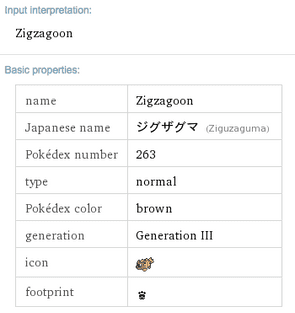 Input interpretation:
Zigzagoon
Basic properties:
name Zigzagoon
Japanese name ジグザグマ (Ziguzaguma)
Pokédex number 263
type normal
Pokédex color brown
generation Generation III
icon
footprint